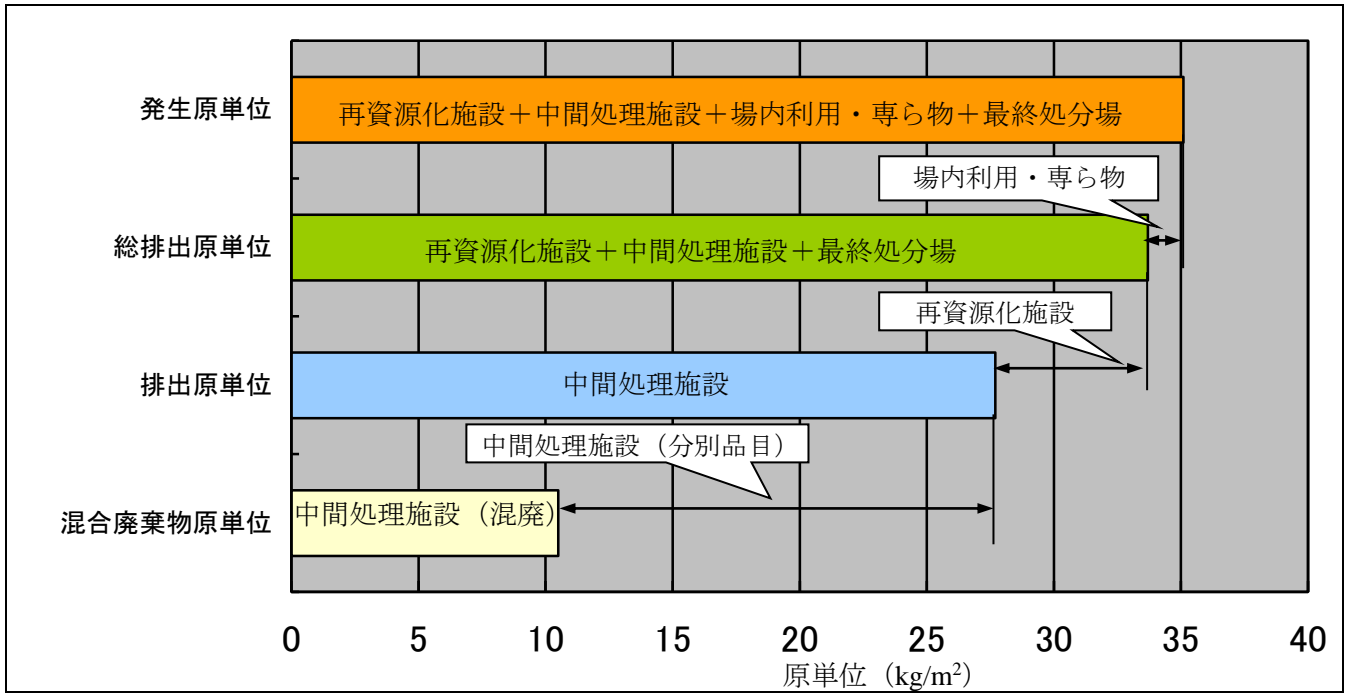 発生原単位
再資源化施設＋中間処理施設＋場内利用・専ら物＋最終処分場
場内利用・専ら物
総排出原単位
再資源化施設＋中間処理施設＋最終処分場
再資源化施設
排出原単位
中間処理施設
中間処理施設（分別品目）
混合廃棄物原単位
中間処理施設（混廃）
0 5 10 15 20 25 30 35 40
原単位（kg/m²）